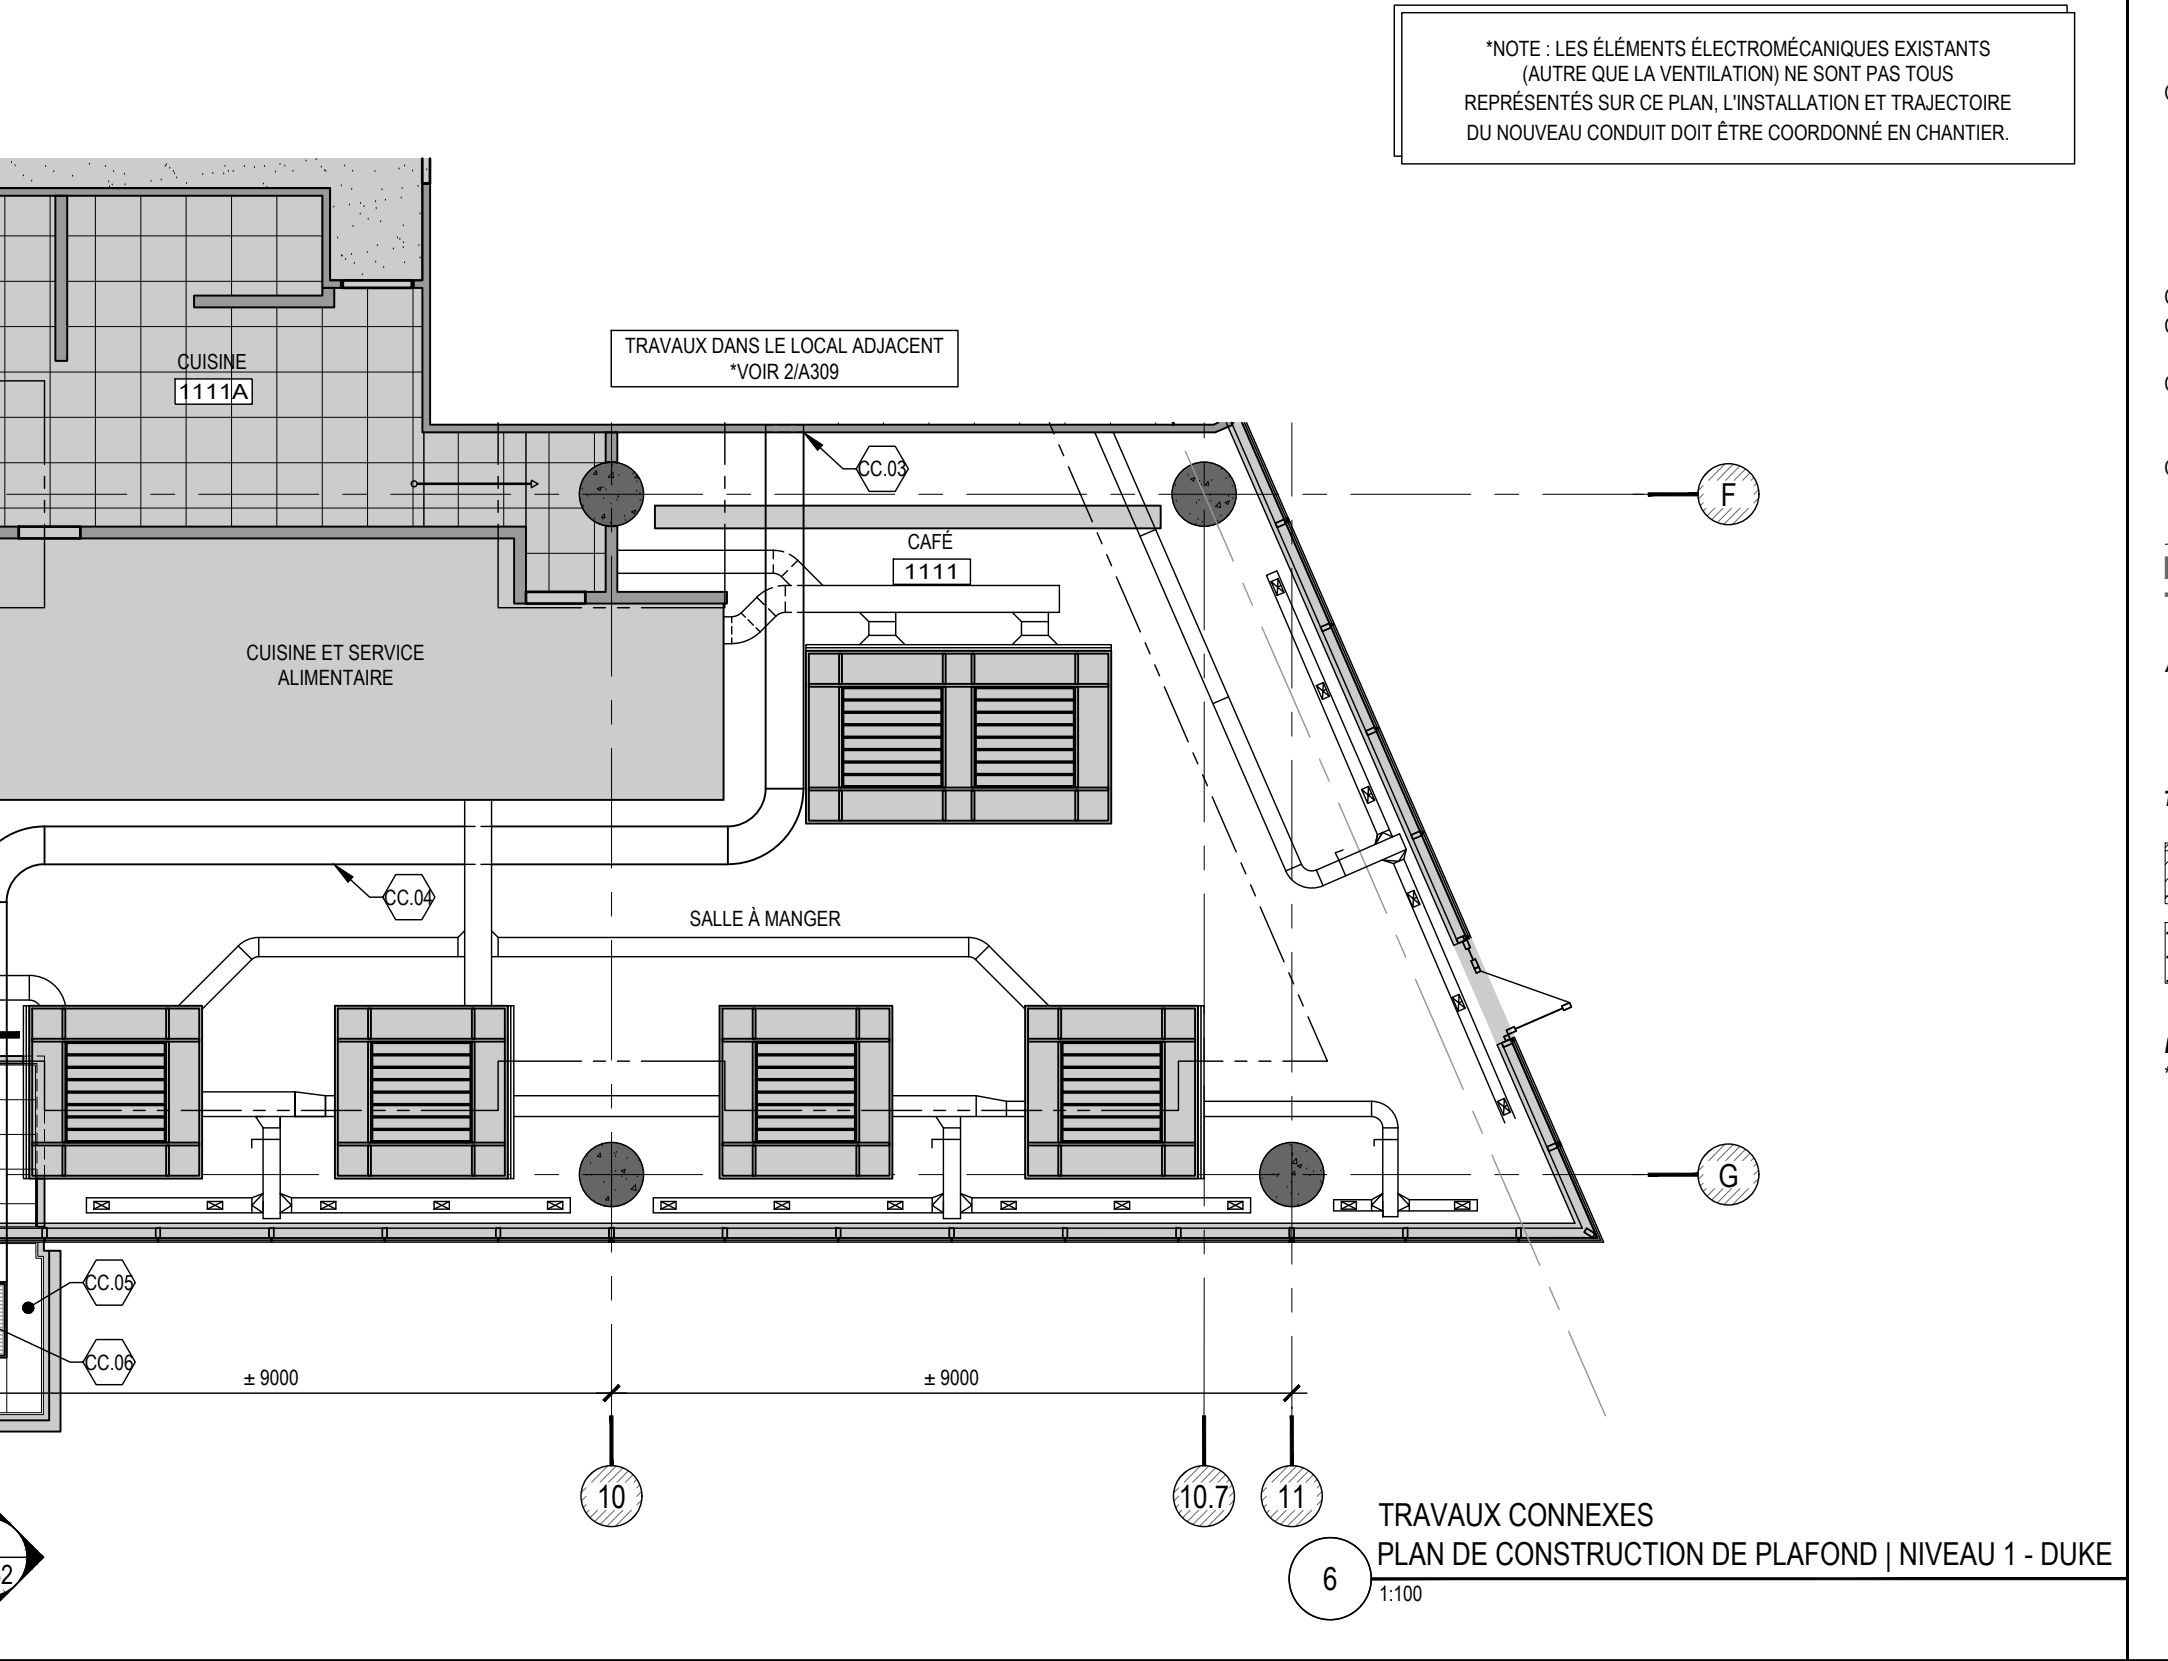 *NOTE : LES ÉLÉMENTS ÉLECTROMÉCANIQUES EXISTANTS
(AUTRE QUE LA VENTILATION) NE SONT PAS TOUS
REPRÉSENTÉS SUR CE PLAN, L'INSTALLATION ET TRAJECTOIRE
DU NOUVEAU CONDUIT DOIT ÊTRE COORDONNÉ EN CHANTIER.
TRAVAUX DANS LE LOCAL ADJACENT
*VOIR 2/A309
CUISINE
1111A
CC.03
F
CAFÉ
1111
CUISINE ET SERVICE
ALIMENTAIRE
CC.04
SALLE À MANGER
G
CC.05
CC.06
± 9000
± 9000
10
10.7
11
TRAVAUX CONNEXES
PLAN DE CONSTRUCTION DE PLAFOND | NIVEAU 1 - DUKE
6
1:100